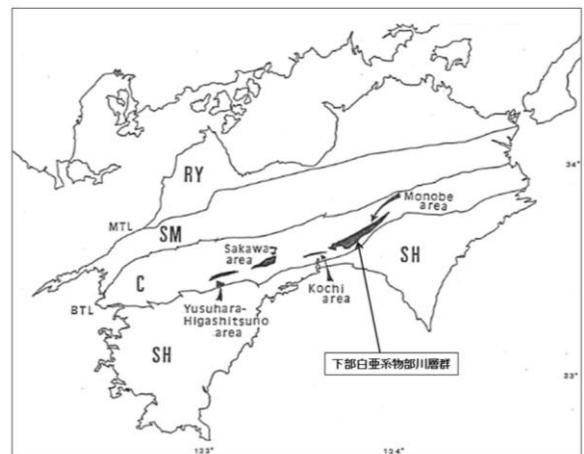 34°
RY
Monobe
area
MTL
SM
Sakawa
area
SH
C
Kochi
area
BTL
Yusuhara-
Higashitsuno
area
SH
下部白亜系物部川層群
33°
133°
134°